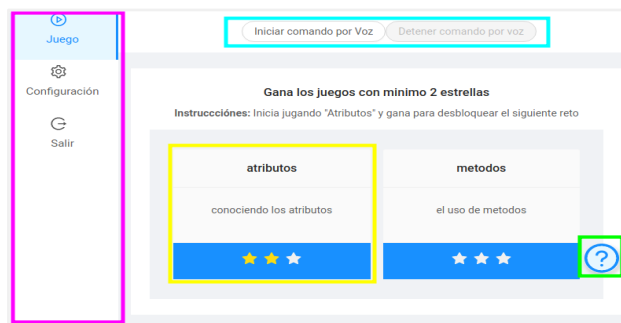 Juego
Configuración
Salir
Iniciar comando por Voz
Detener comando por voz
Gana los juegos con minimo 2 estrellas
Instruccciónes: Inicia jugando "Atributos" y gana para desbloquear el siguiente reto
atributos
conociendo los atributos
metodos
el uso de metodos
?